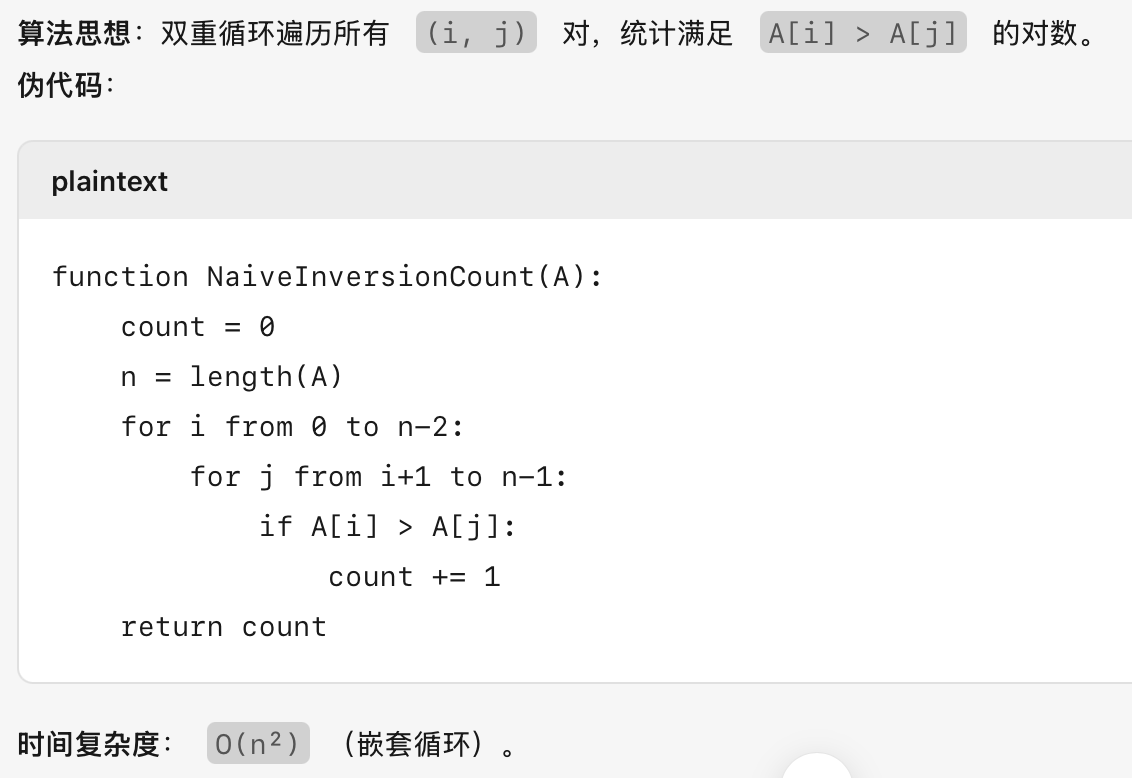 算法思想：双重循环遍历所有 (i, j) 对，统计满足 A[i] > A[j] 的对数。
伪代码：
plaintext
function NaiveInversionCount(A):
    count = 0
    n = length(A)
    for i from 0 to n-2:
        for j from i+1 to n-1:
            if A[i] > A[j]:
                count += 1
    return count
时间复杂度： O(n²) （嵌套循环）。